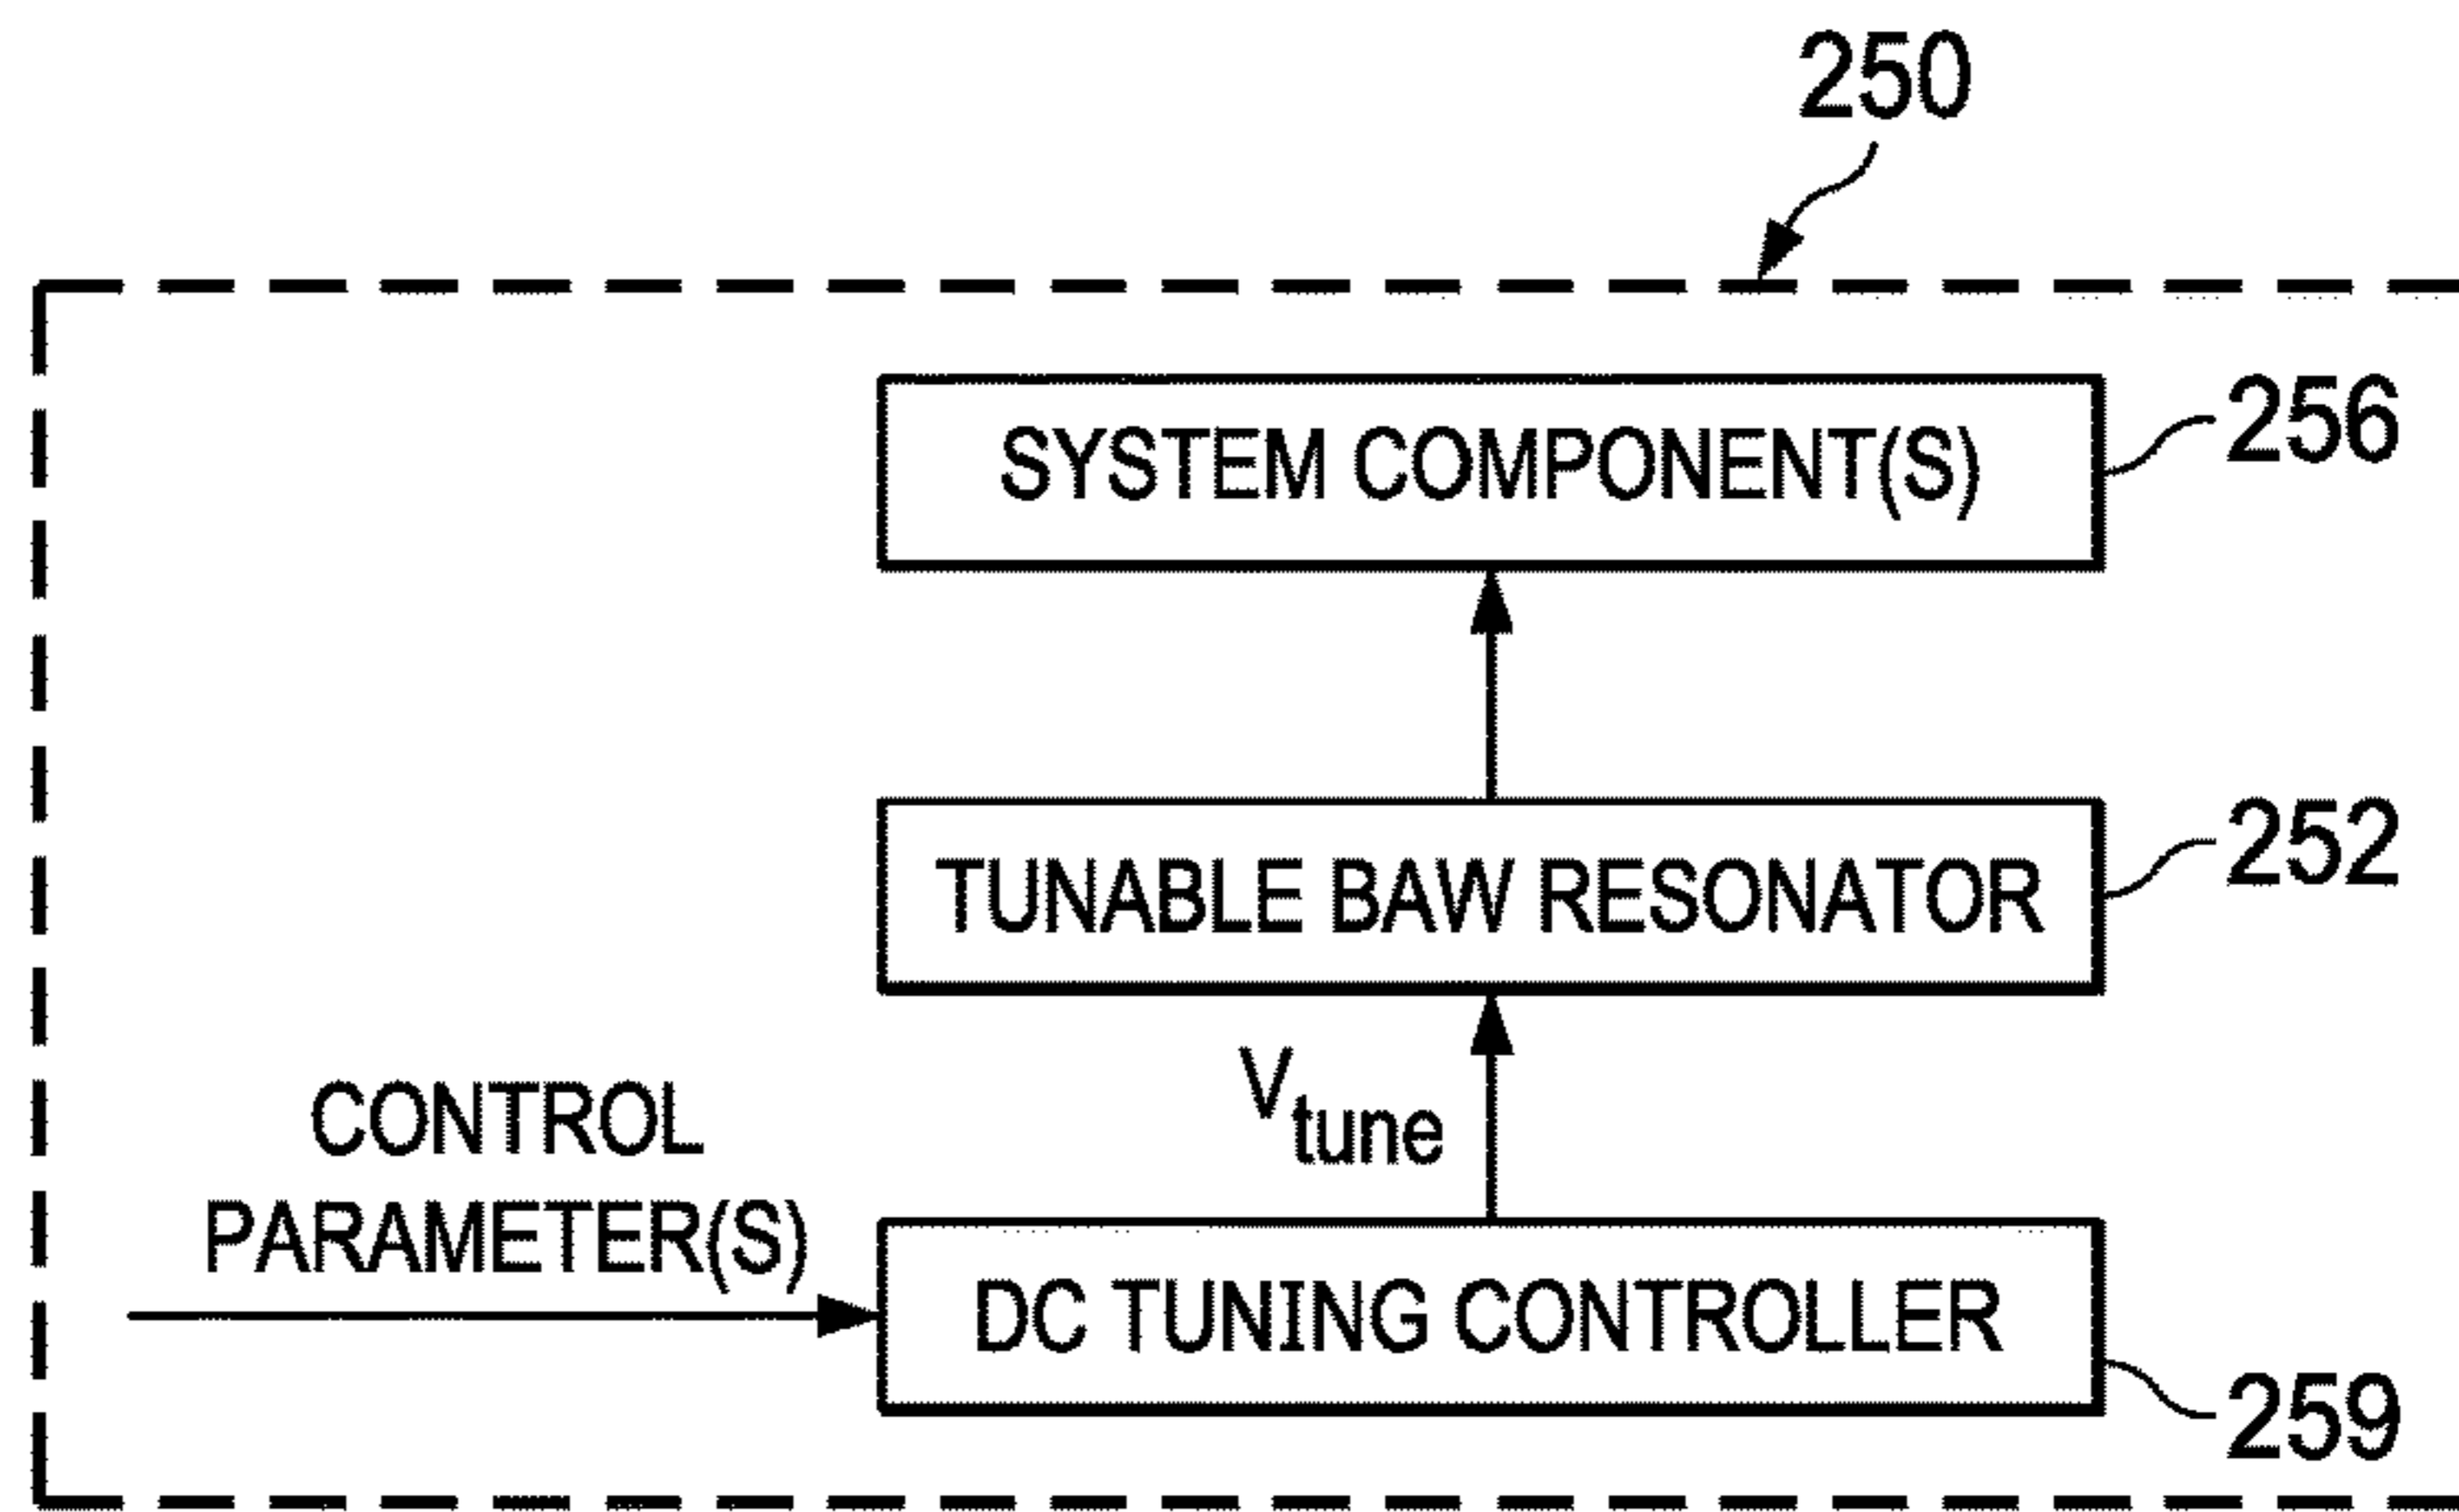 250
SYSTEM COMPONENT(S)
256
TUNABLE BAW RESONATOR
252
Vtune
CONTROL
PARAMETER(S)
DC TUNING CONTROLLER
259